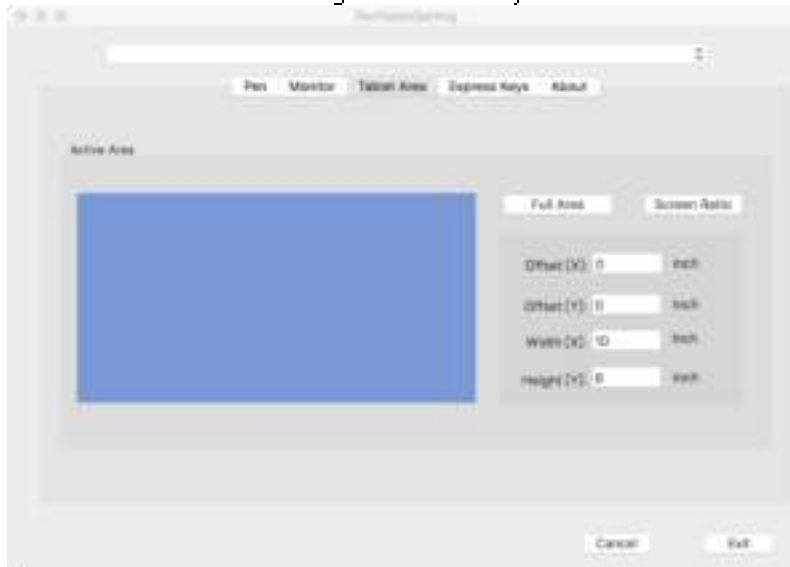 Pen Monitor Tablet Area Express Keys About
Active Area
Full Area Screen Ratio
Offset [X]: 0 inch
Offset [Y]: 0 inch
Width [X]: 10 inch
Height [Y]: 6 inch
Cancel Exit